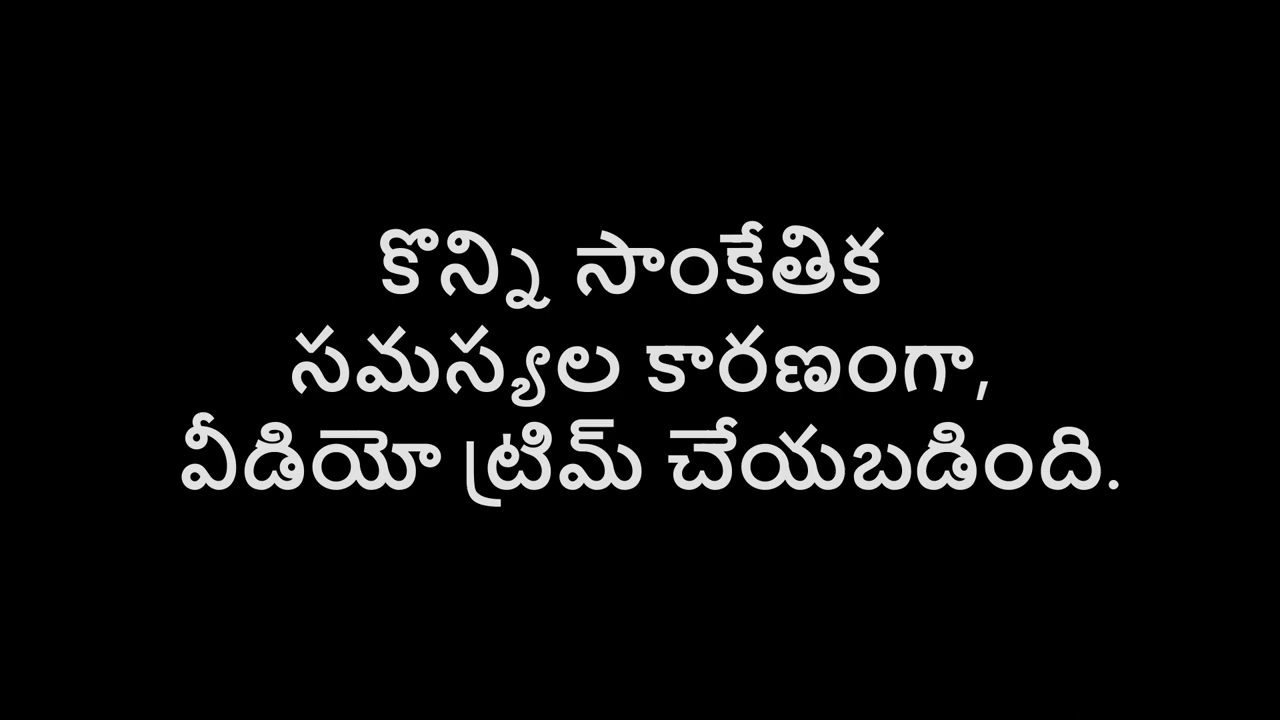 కొన్ని సాంకేతిక
సమస్యల కారణంగా,
వీడియో ట్రిమ్ చేయబడింది.